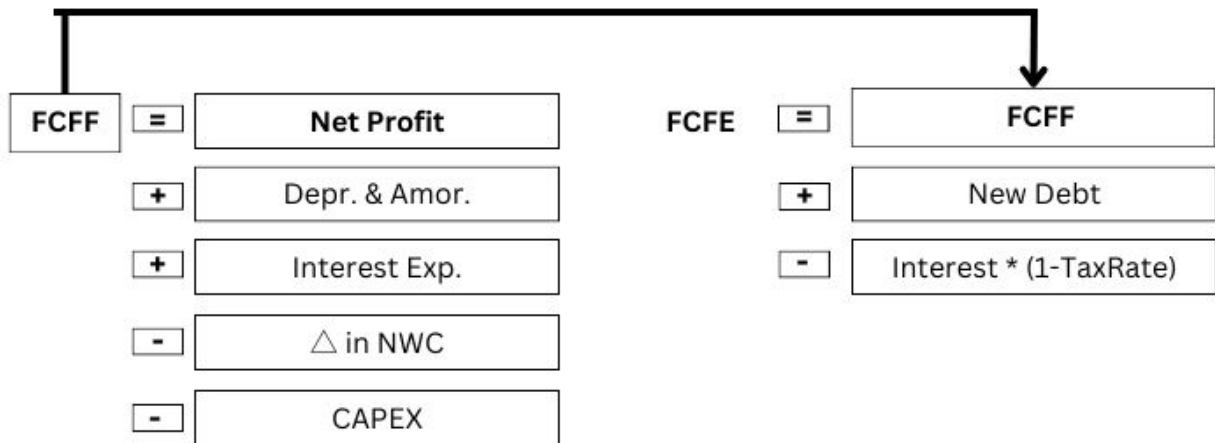 FCFF = Net Profit
+ Depr. & Amor.
+ Interest Exp.
- △ in NWC
- CAPEX
FCFE = FCFF
+ New Debt
- Interest * (1-TaxRate)